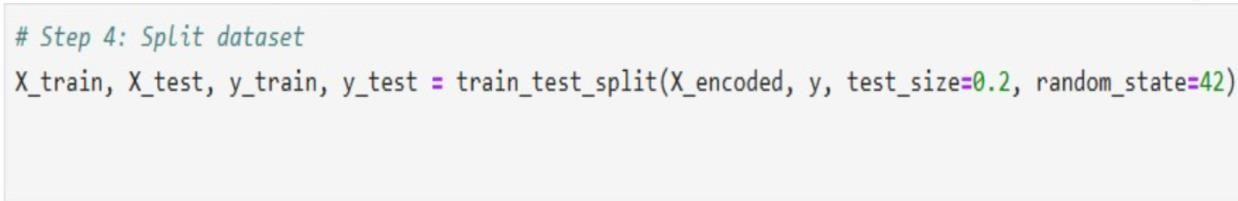 # Step 4: Split dataset
X_train, X_test, y_train, y_test = train_test_split(X_encoded, y, test_size=0.2, random_state=42)